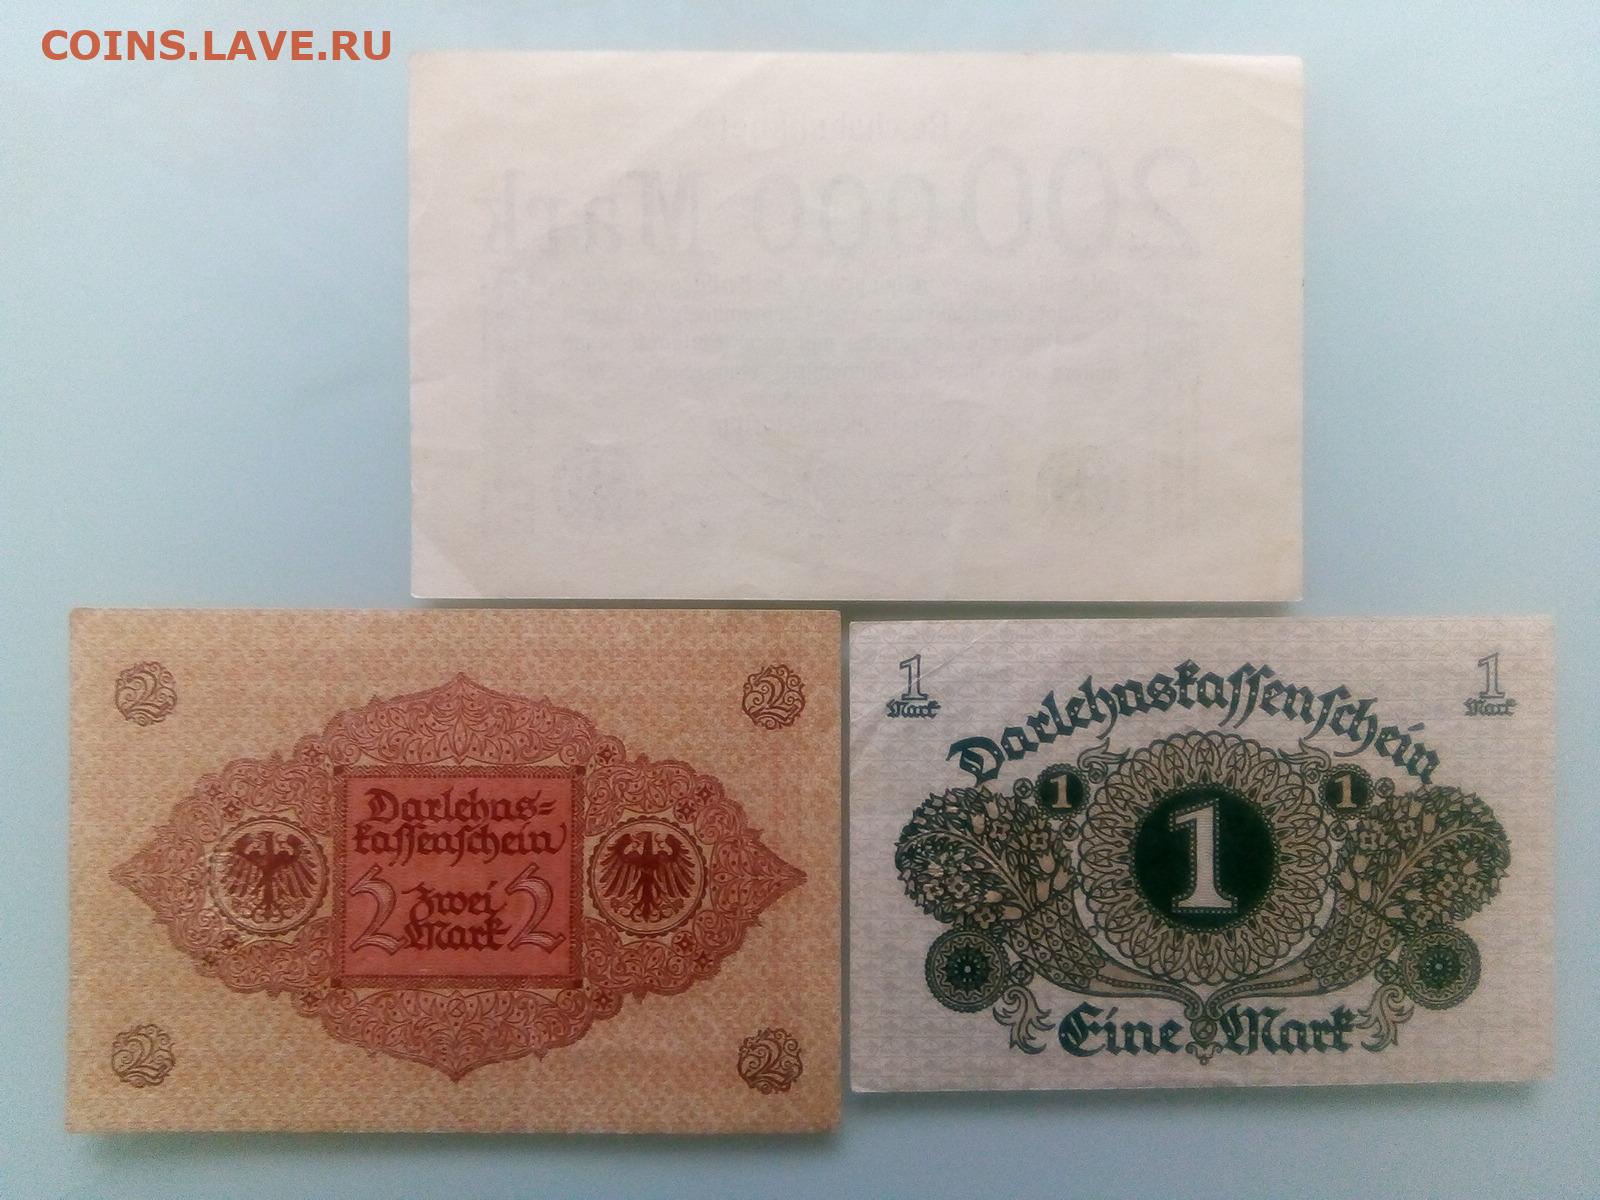 COINS.LAVE.RU
Reichsbanknote
200000 Mark
2
2
Darlehns=
kassenschein
2 Zwei 2
Mark
2
2
1
Mark
1
Mark
Darlehnskassenschein
1
1
1
Eine Mark